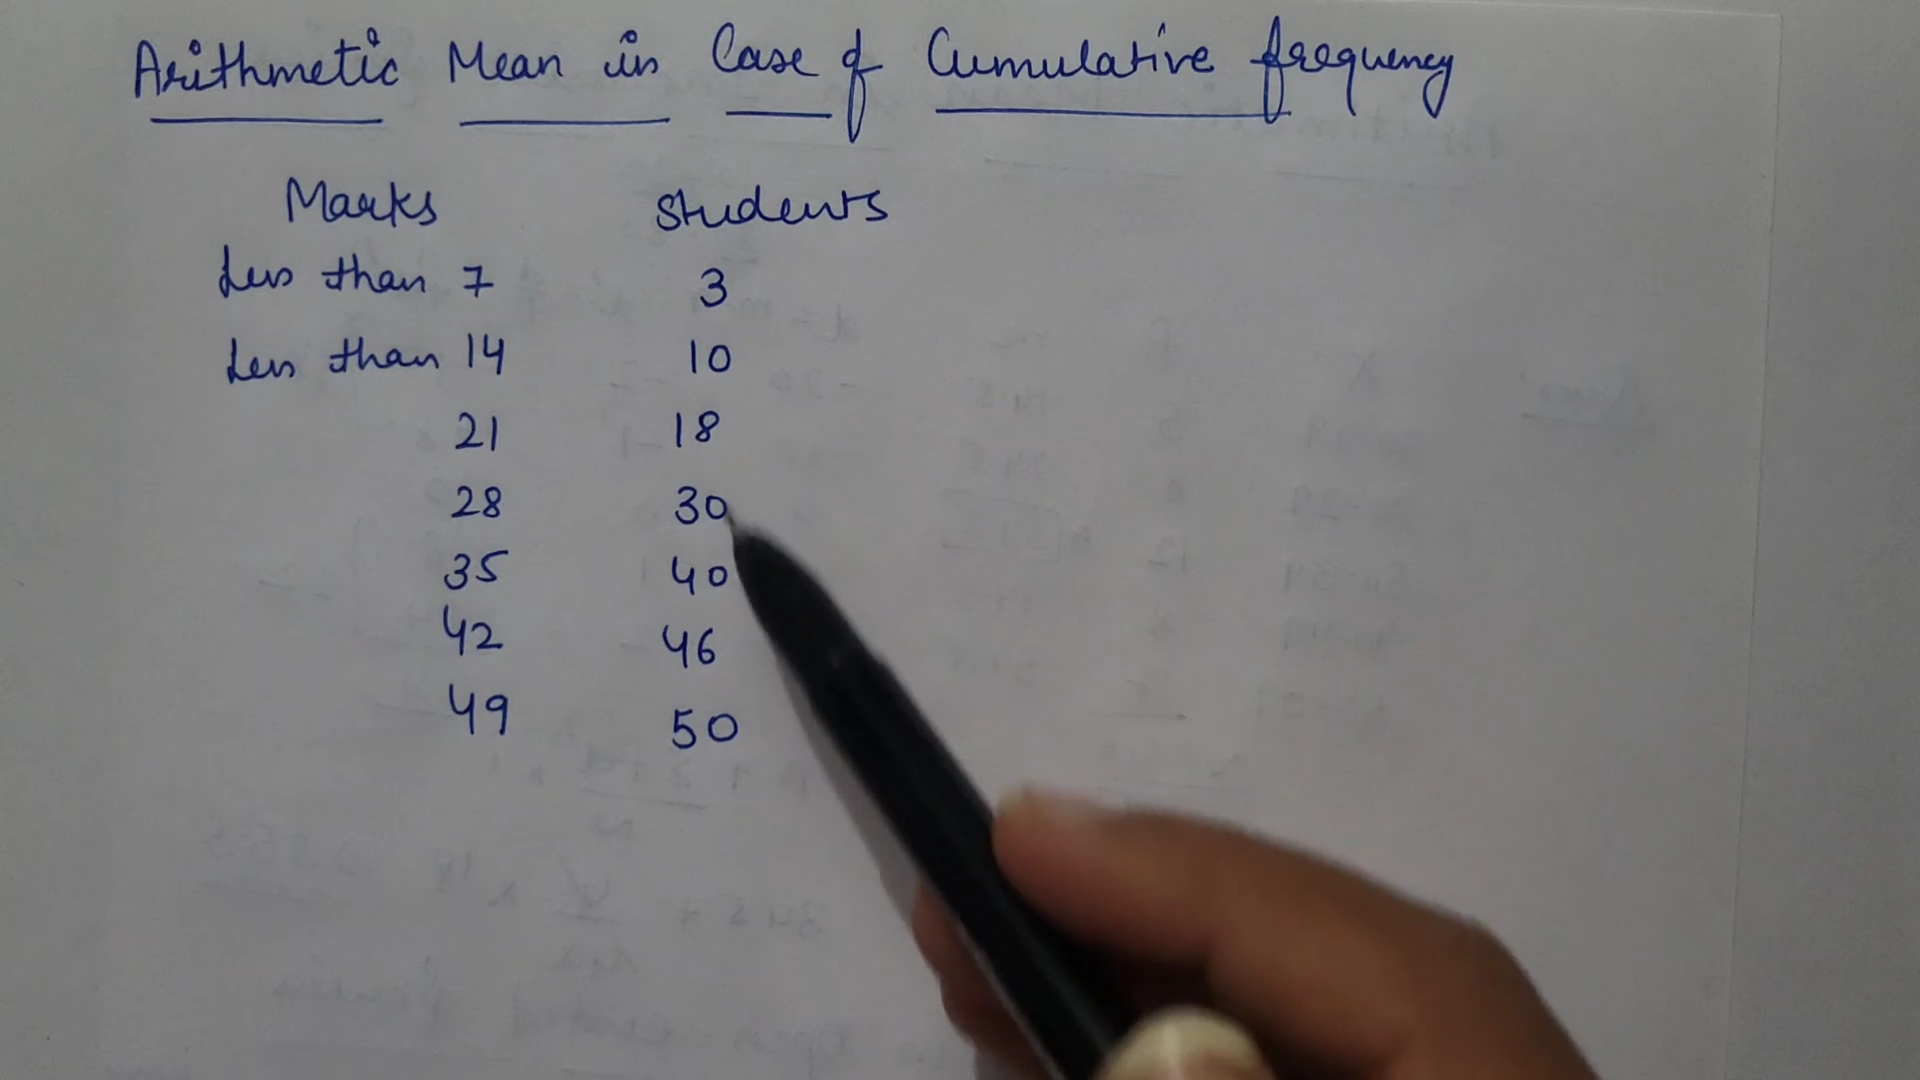 Arithmetic Mean in Case of Cumulative frequency
Marks Students
Less than 7 3
Less than 14 10
21 18
28 30
35 40
42 46
49 50